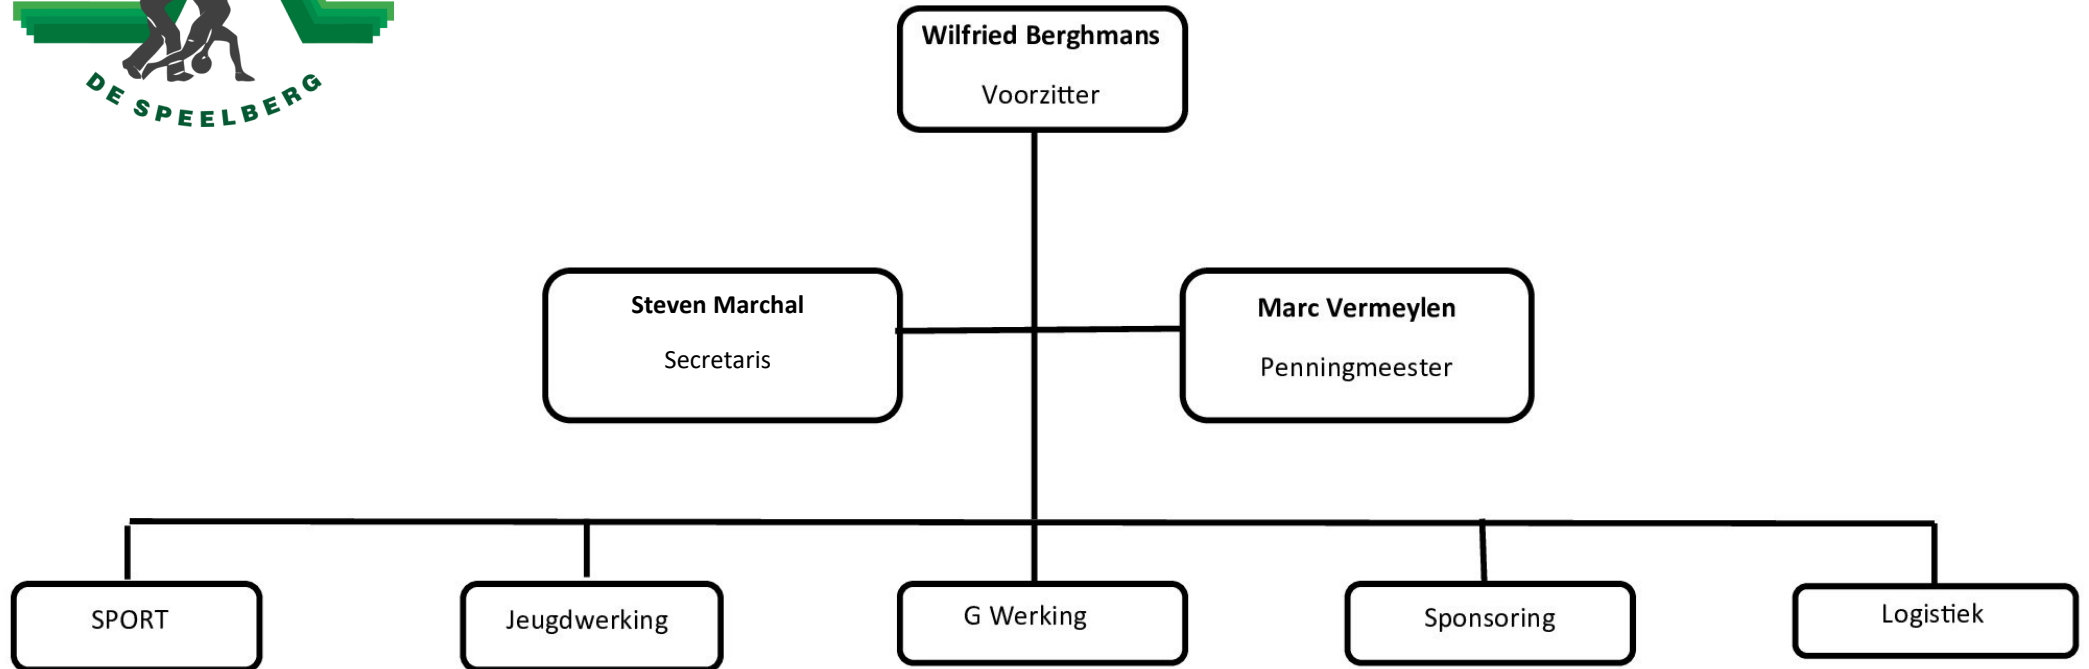 DE SPEELBERG
Wilfried Berghmans
Voorzitter
Steven Marchal
Secretaris
Marc Vermeylen
Penningmeester
SPORT
Jeugdwerking
G Werking
Sponsoring
Logistiek